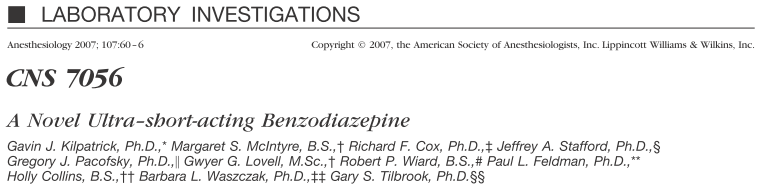 LABORATORY INVESTIGATIONS
Anesthesiology 2007; 107:60–6 Copyright © 2007, the American Society of Anesthesiologists, Inc. Lippincott Williams & Wilkins, Inc.
CNS 7056
A Novel Ultra–short-acting Benzodiazepine
Gavin J. Kilpatrick, Ph.D.,* Margaret S. McIntyre, B.S.,† Richard F. Cox, Ph.D.,‡ Jeffrey A. Stafford, Ph.D.,§
Gregory J. Pacofsky, Ph.D.,‖ Gwyer G. Lovell, M.Sc.,† Robert P. Wiard, B.S.,# Paul L. Feldman, Ph.D.,**
Holly Collins, B.S.,†† Barbara L. Waszczak, Ph.D.,‡‡ Gary S. Tilbrook, Ph.D.§§